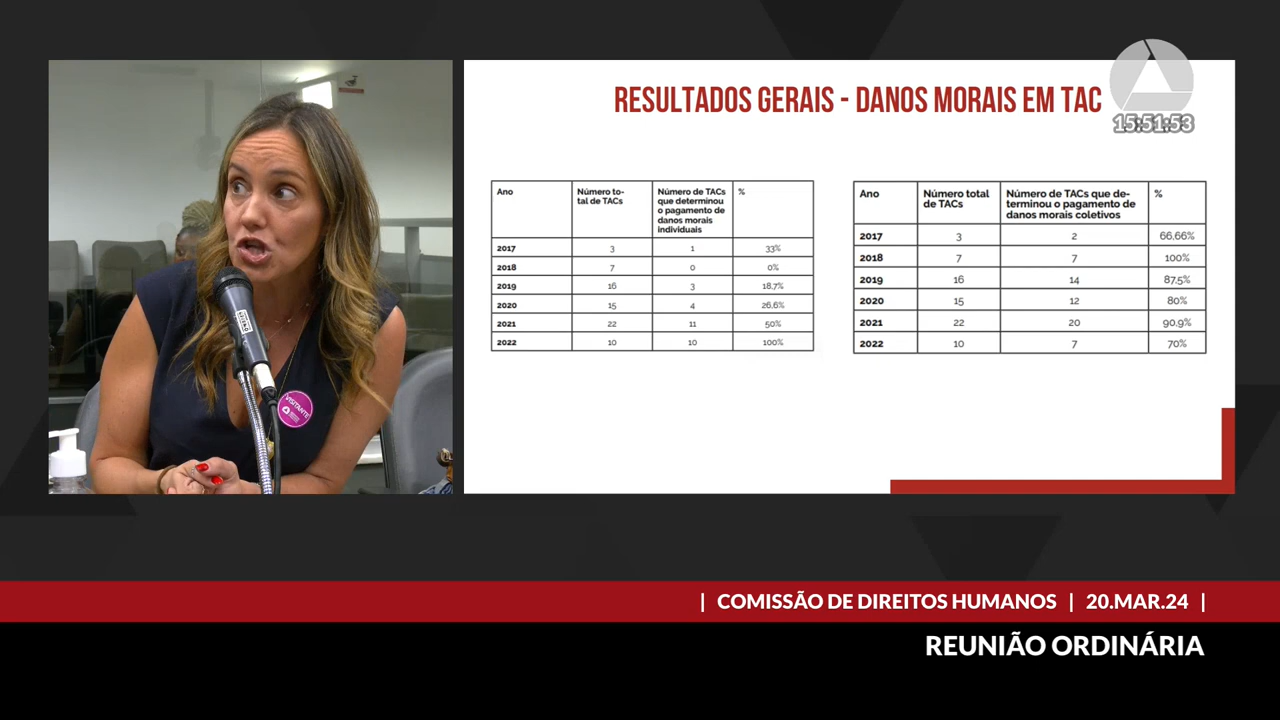 RESULTADOS GERAIS - DANOS MORAIS EM TAC
15:51:53
Ano
Número to-
tal de TACs
Número de TACs
que determinou
o pagamento de
danos morais
individuais
%
2017 3 1 33%
2018 7 0 0%
2019 16 3 18,7%
2020 15 4 26,6%
2021 22 11 50%
2022 10 10 100%
Ano
Número total
de TACs
Número de TACs que de-
terminou o pagamento de
danos morais coletivos
%
2017 3 2 66,66%
2018 7 7 100%
2019 16 14 87,5%
2020 15 12 80%
2021 22 20 90,9%
2022 10 7 70%
VISITANTE
| COMISSÃO DE DIREITOS HUMANOS | 20.MAR.24 |
REUNIÃO ORDINÁRIA